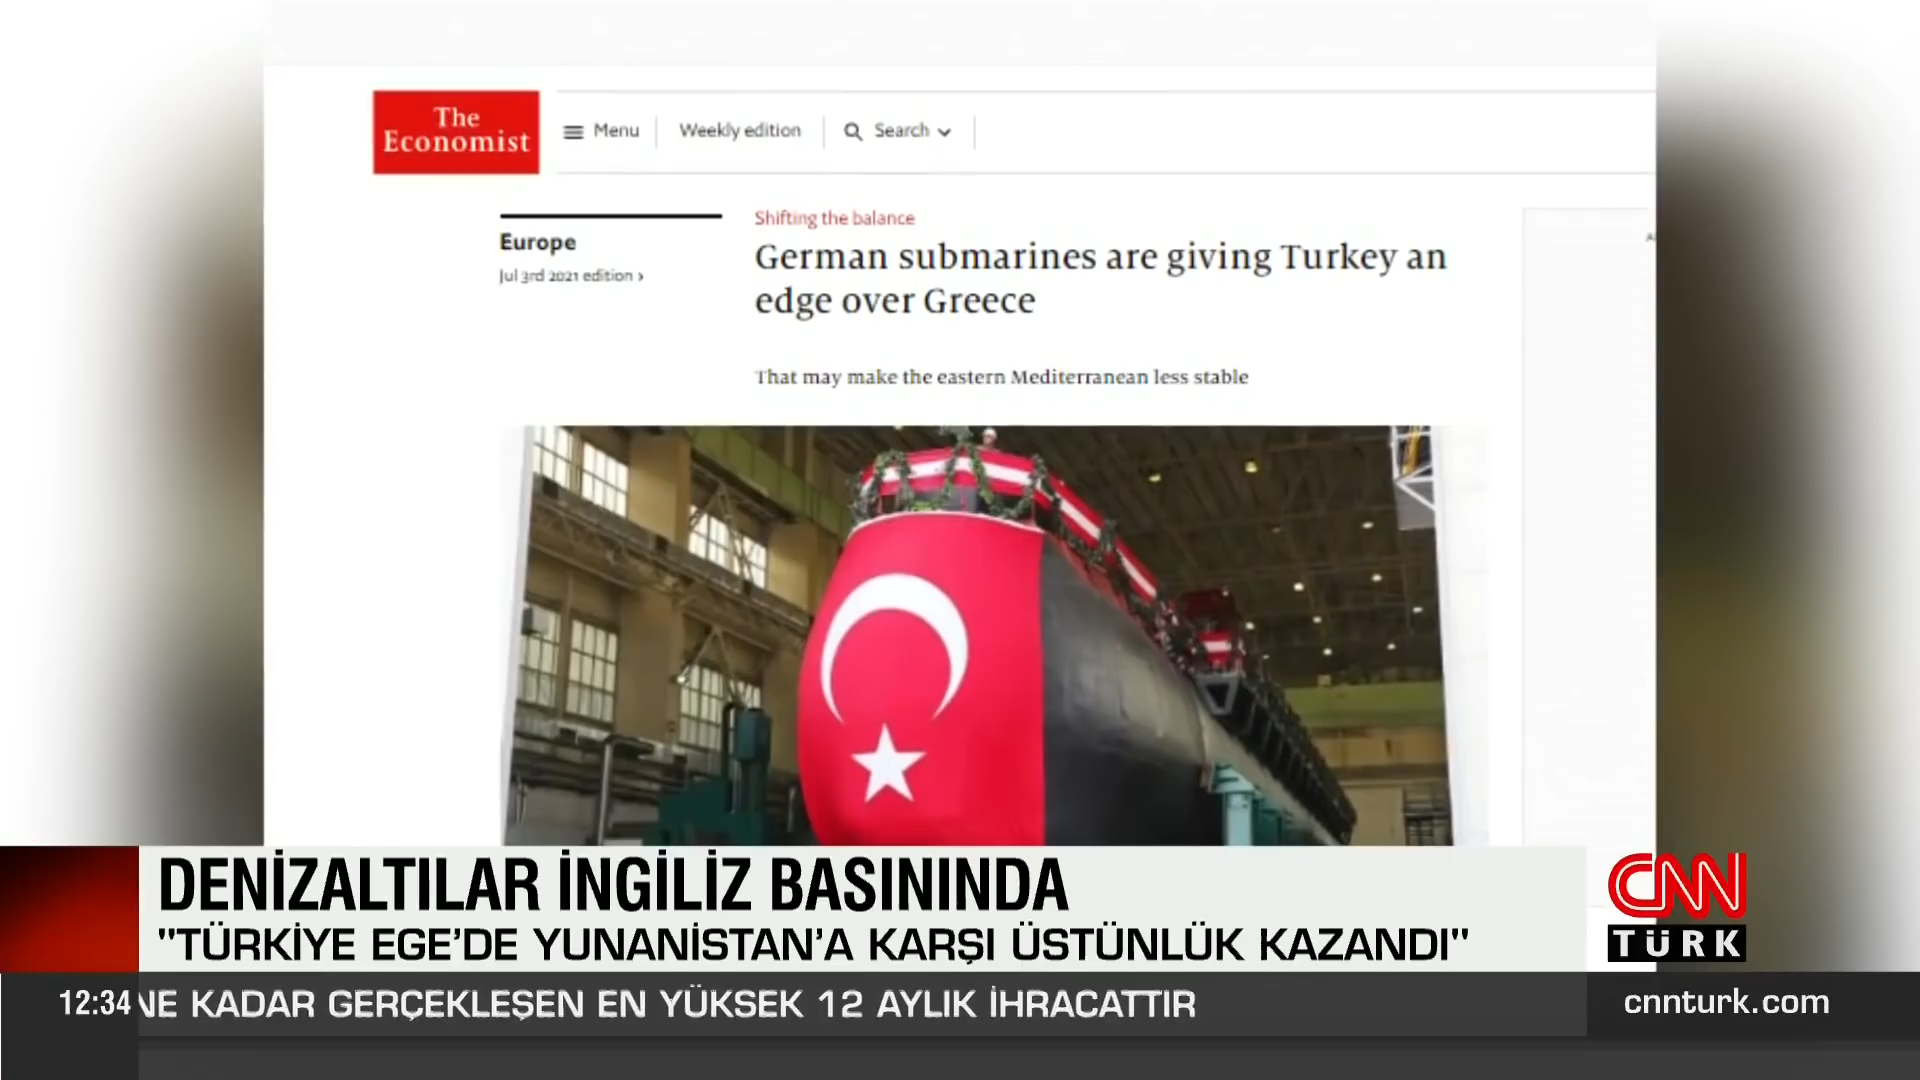 The
Economist
Menu
Weekly edition
Search
Europe
Jul 3rd 2021 edition ›
Shifting the balance
German submarines are giving Turkey an
edge over Greece
That may make the eastern Mediterranean less stable
DENİZALTILAR İNGİLİZ BASININDA
"TÜRKİYE EGE’DE YUNANİSTAN’A KARŞI ÜSTÜNLÜK KAZANDI"
CNN
TÜRK
12:34
NE KADAR GERÇEKLEŞEN EN YÜKSEK 12 AYLIK İHRACATTIR
cnnturk.com